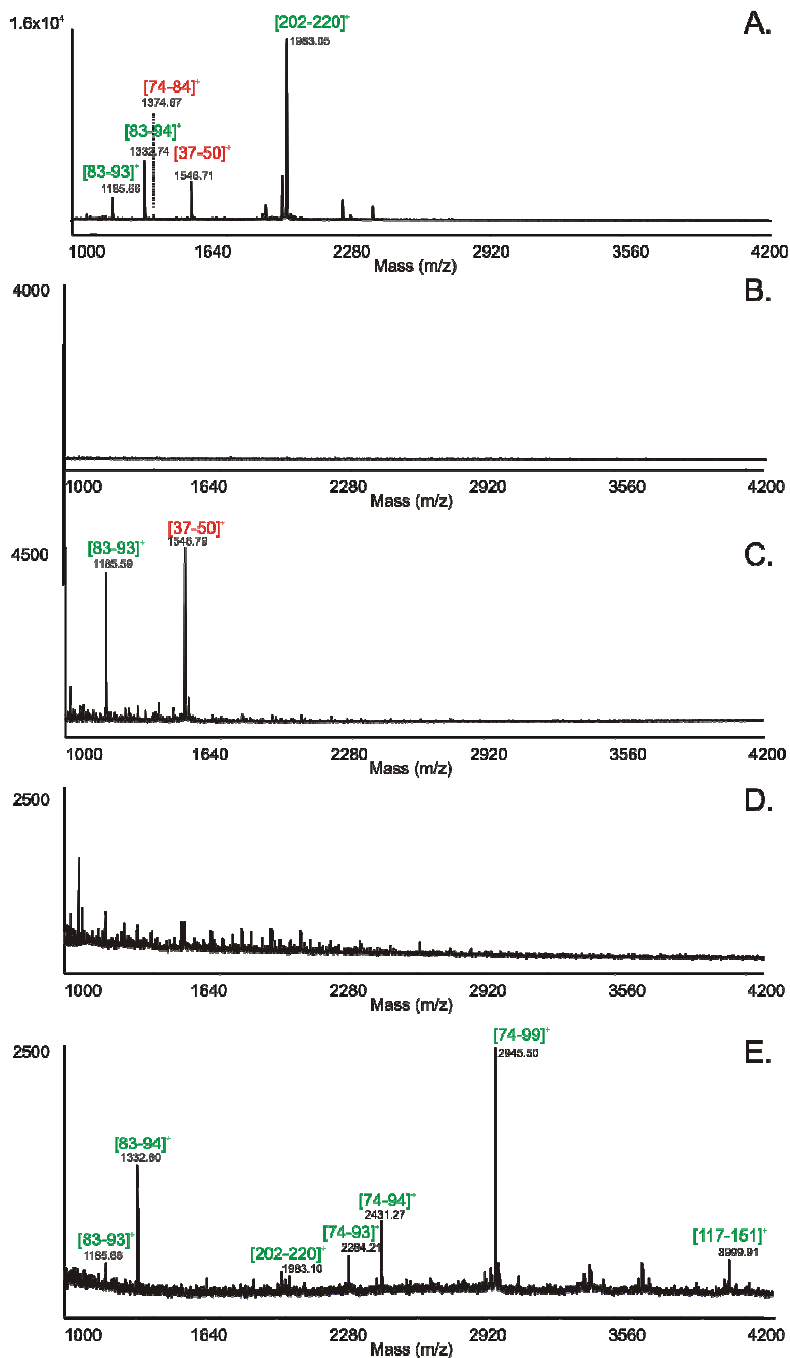 1.6x10⁴
A.
[202-220]⁺
1983.05
[74-84]⁺
1374.67
[83-94]⁺
1332.74
[37-50]⁺
1546.71
[83-93]⁺
1185.66
1000 1640 2280 2920 3560 4200
Mass (m/z)
4000
B.
1000 1640 2280 2920 3560 4200
Mass (m/z)
4500
C.
[37-50]⁺
1546.79
[83-93]⁺
1185.59
1000 1640 2280 2920 3560 4200
Mass (m/z)
2500
D.
1000 1640 2280 2920 3560 4200
Mass (m/z)
2500
E.
[74-99]⁺
2945.50
[83-94]⁺
1332.60
[74-94]⁺
2431.27
[83-93]⁺
1185.66
[202-220]⁺
1983.10
[74-93]⁺
2284.21
[117-151]⁺
3999.91
1000 1640 2280 2920 3560 4200
Mass (m/z)